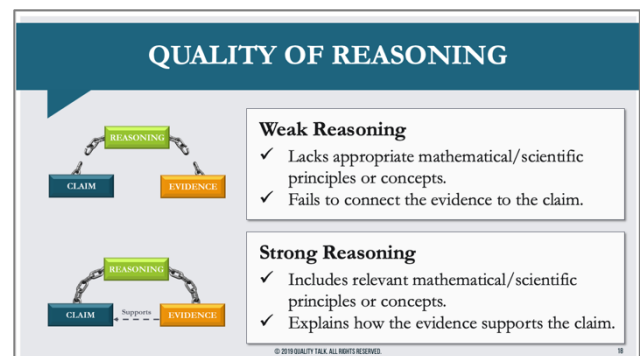 QUALITY OF REASONING
REASONING
CLAIM
EVIDENCE
Weak Reasoning
✓ Lacks appropriate mathematical/scientific
principles or concepts.
✓ Fails to connect the evidence to the claim.
REASONING
CLAIM
Supports
EVIDENCE
Strong Reasoning
✓ Includes relevant mathematical/scientific
principles or concepts.
✓ Explains how the evidence supports the claim.
© 2019 QUALITY TALK. ALL RIGHTS RESERVED.
18